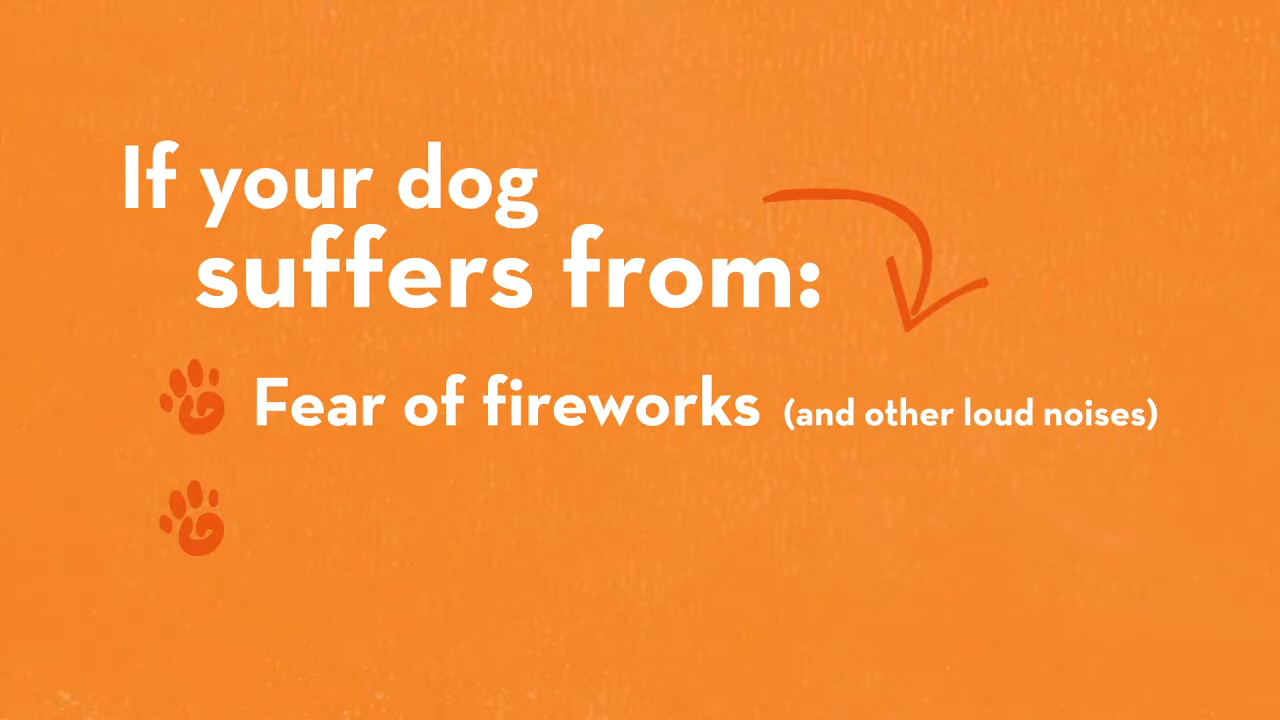 If your dog
suffers from:
Fear of fireworks (and other loud noises)